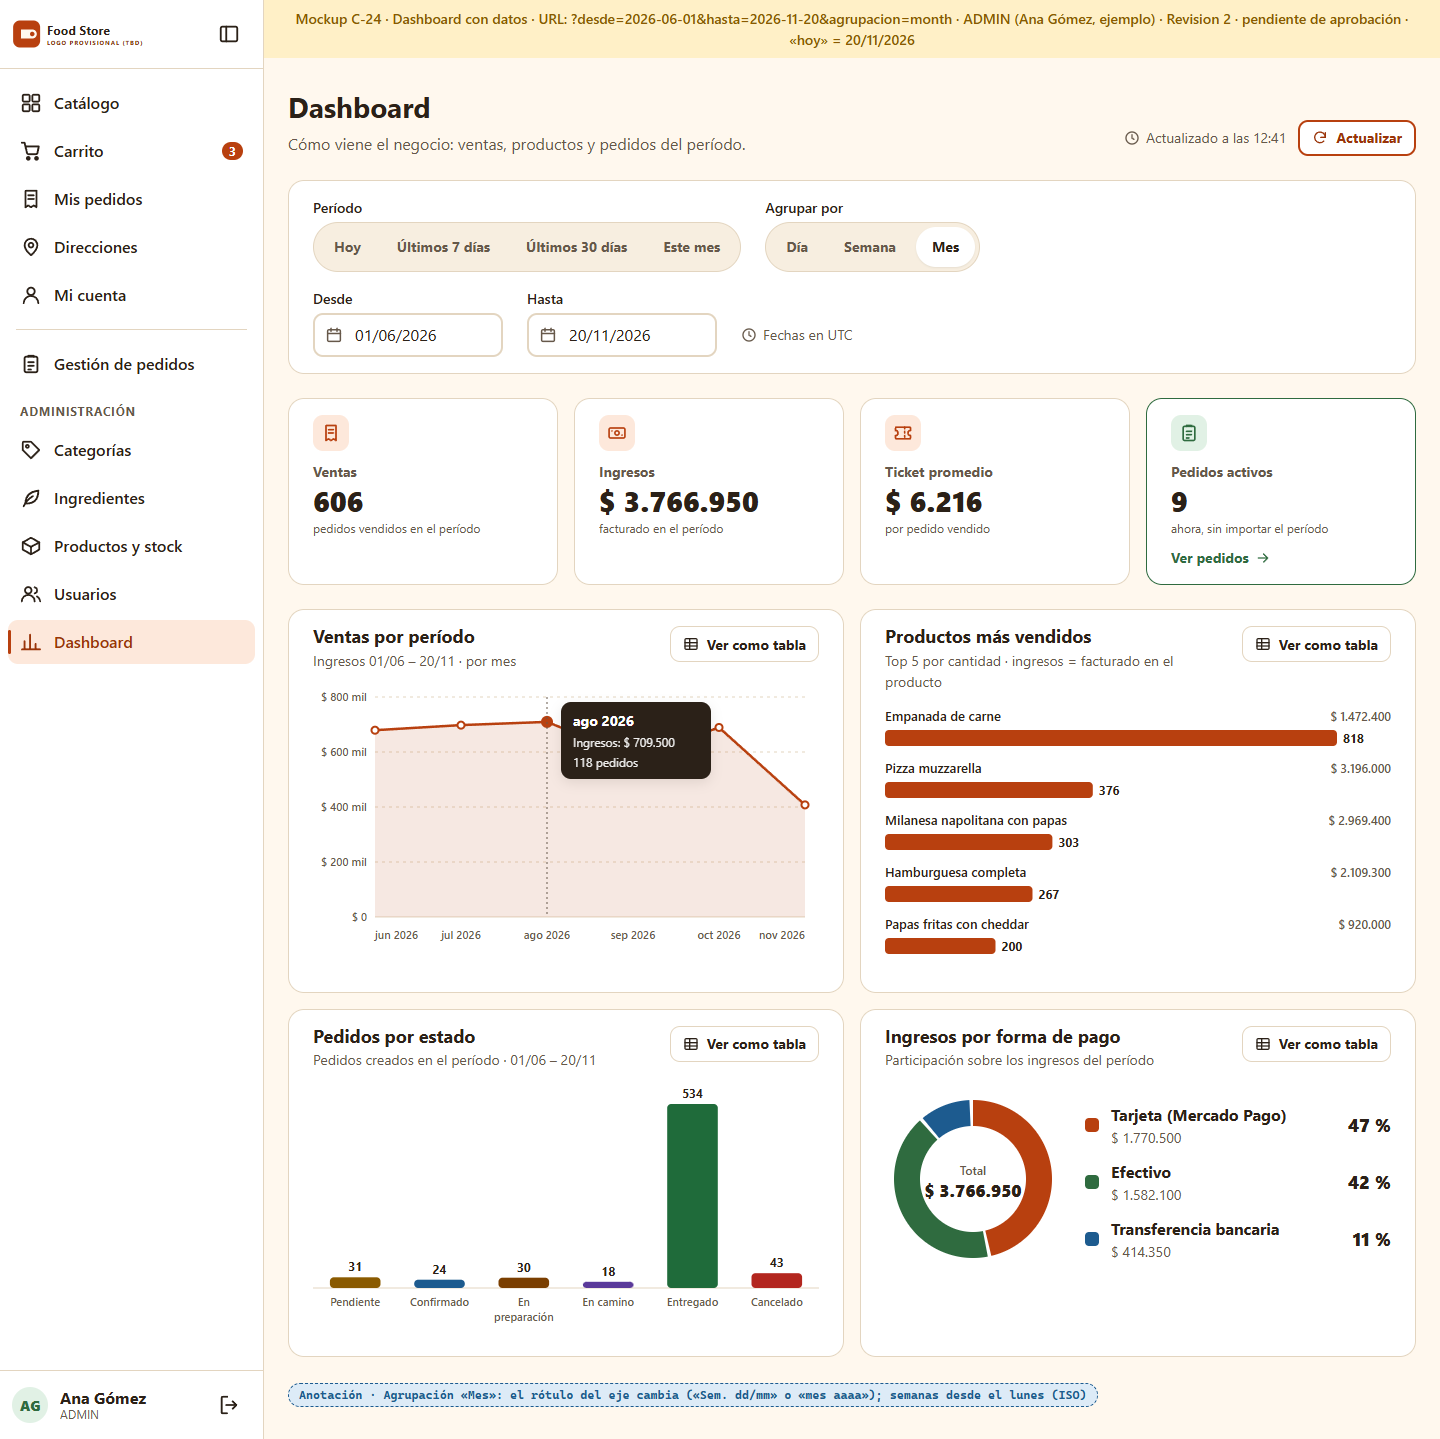 Food Store
LOGO PROVISIONAL (TBD)
Catálogo
Carrito
3
Mis pedidos
Direcciones
Mi cuenta
Gestión de pedidos
ADMINISTRACIÓN
Categorías
Ingredientes
Productos y stock
Usuarios
Dashboard
AG
Ana Gómez
ADMIN
Mockup C-24 · Dashboard con datos · URL: ?desde=2026-06-01&hasta=2026-11-20&agrupacion=month · ADMIN (Ana Gómez, ejemplo) · Revision 2 · pendiente de aprobación ·
«hoy» = 20/11/2026
Dashboard
Cómo viene el negocio: ventas, productos y pedidos del período.
Actualizado a las 12:41
Actualizar
Período
Hoy
Últimos 7 días
Últimos 30 días
Este mes
Agrupar por
Día
Semana
Mes
Desde
01/06/2026
Hasta
20/11/2026
Fechas en UTC
Ventas
606
pedidos vendidos en el período
Ingresos
$ 3.766.950
facturado en el período
Ticket promedio
$ 6.216
por pedido vendido
Pedidos activos
9
ahora, sin importar el período
Ver pedidos →
Ventas por período
Ingresos 01/06 – 20/11 · por mes
Ver como tabla
$ 800 mil
$ 600 mil
$ 400 mil
$ 200 mil
$ 0
ago 2026
Ingresos: $ 709.500
118 pedidos
jun 2026
jul 2026
ago 2026
sep 2026
oct 2026
nov 2026
Productos más vendidos
Top 5 por cantidad · ingresos = facturado en el
producto
Ver como tabla
Empanada de carne
$ 1.472.400
818
Pizza muzzarella
$ 3.196.000
376
Milanesa napolitana con papas
$ 2.969.400
303
Hamburguesa completa
$ 2.109.300
267
Papas fritas con cheddar
$ 920.000
200
Pedidos por estado
Pedidos creados en el período · 01/06 – 20/11
Ver como tabla
31
24
30
18
534
43
Pendiente
Confirmado
En
preparación
En camino
Entregado
Cancelado
Ingresos por forma de pago
Participación sobre los ingresos del período
Ver como tabla
Total
$ 3.766.950
Tarjeta (Mercado Pago)
$ 1.770.500
47 %
Efectivo
$ 1.582.100
42 %
Transferencia bancaria
$ 414.350
11 %
Anotación · Agrupación «Mes»: el rótulo del eje cambia («Sem. dd/mm» o «mes aaaa»); semanas desde el lunes (ISO)